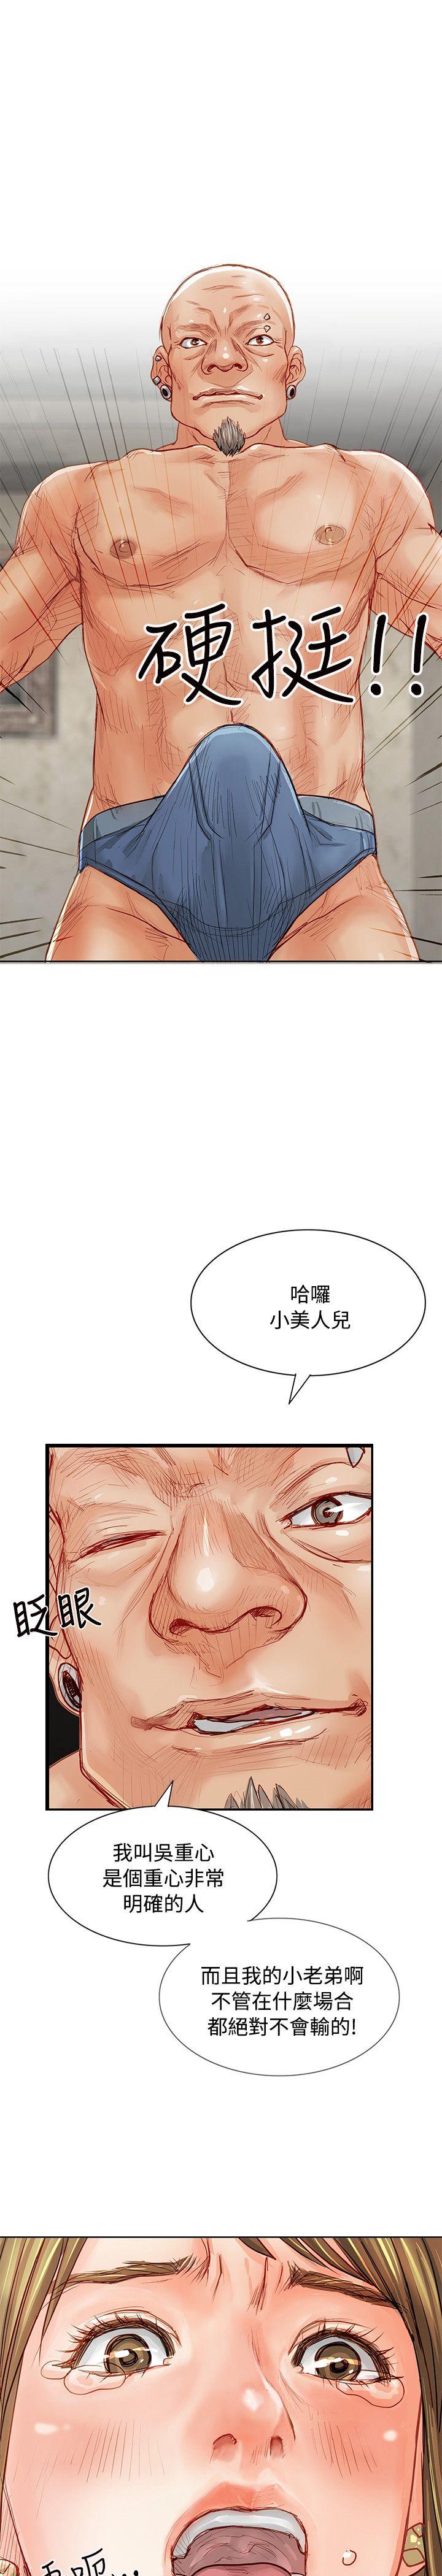 硬挺!!
哈囉
小美人兒
眨眼
我叫吳重心
是個重心非常
明確的人
而且我的小老弟啊
不管在什麼場合
都絕對不會輸的!
呃...